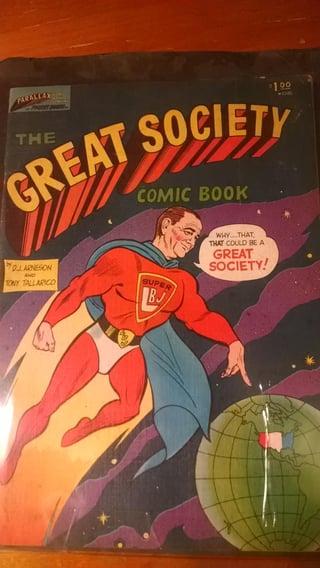 PARALLAX
$1.00
THE
GREAT SOCIETY
COMIC BOOK
WHY....THAT,
THAT COULD BE A
GREAT
SOCIETY!
By D.J. ARNESON
AND
TONY TALLARICO
SUPER
LBJ